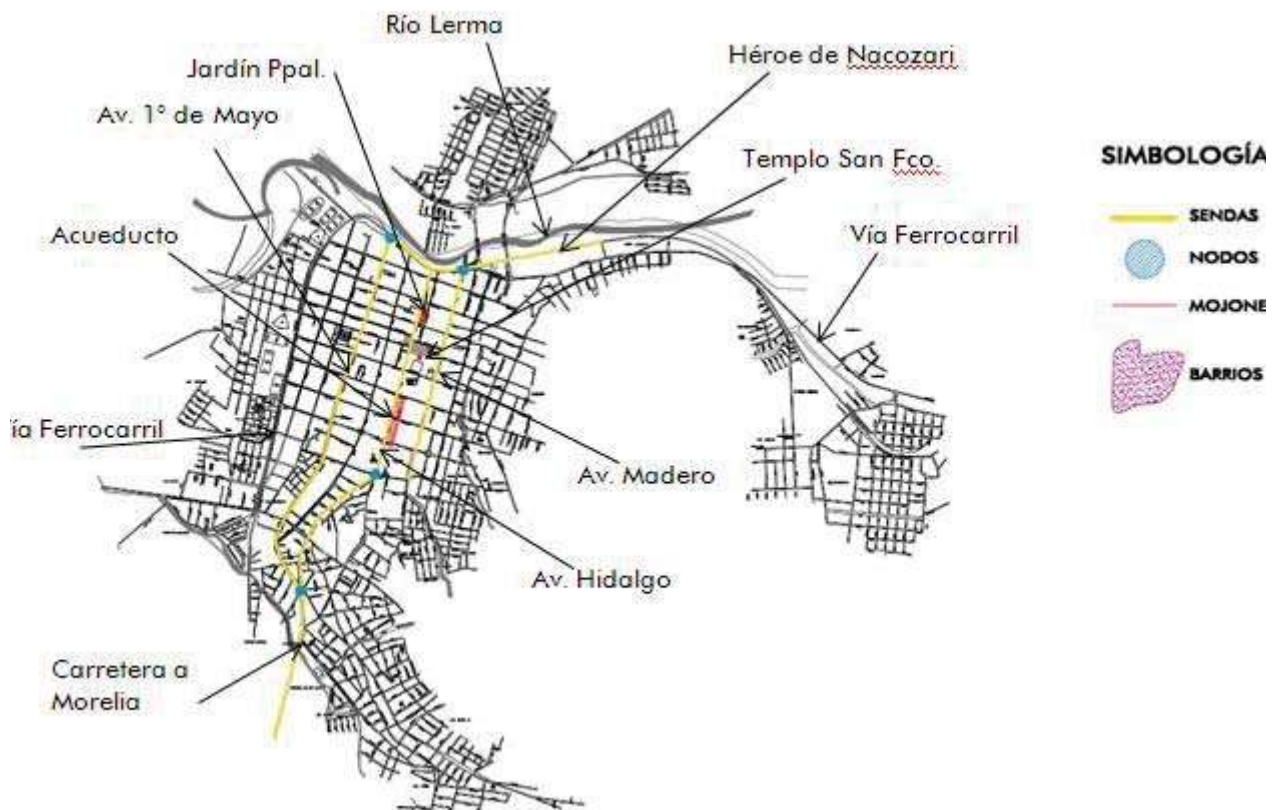 Río Lerma
Héroe de Nacozari
Jardín Ppal.
Av. 1° de Mayo
Templo San Fco.
Acueducto
Vía Ferrocarril
ía Ferrocarril
Av. Madero
Av. Hidalgo
Carretera a
Morelia
SIMBOLOGÍA
SENDAS
NODOS
MOJONE
BARRIOS